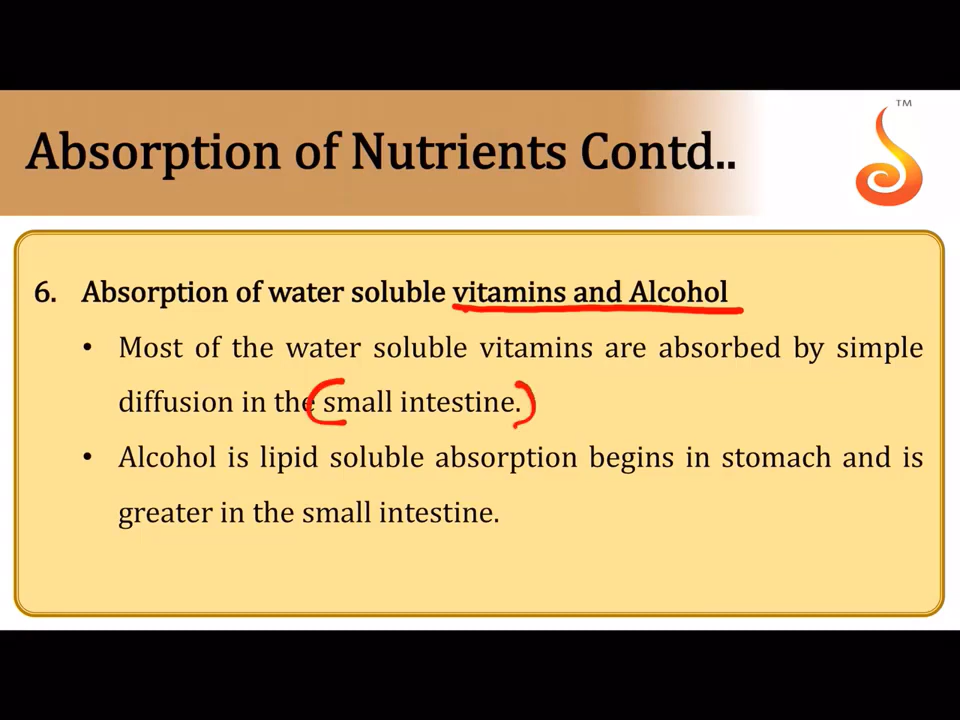 Absorption of Nutrients Contd..
TM
6. Absorption of water soluble vitamins and Alcohol
• Most of the water soluble vitamins are absorbed by simple
diffusion in the small intestine.
• Alcohol is lipid soluble absorption begins in stomach and is
greater in the small intestine.